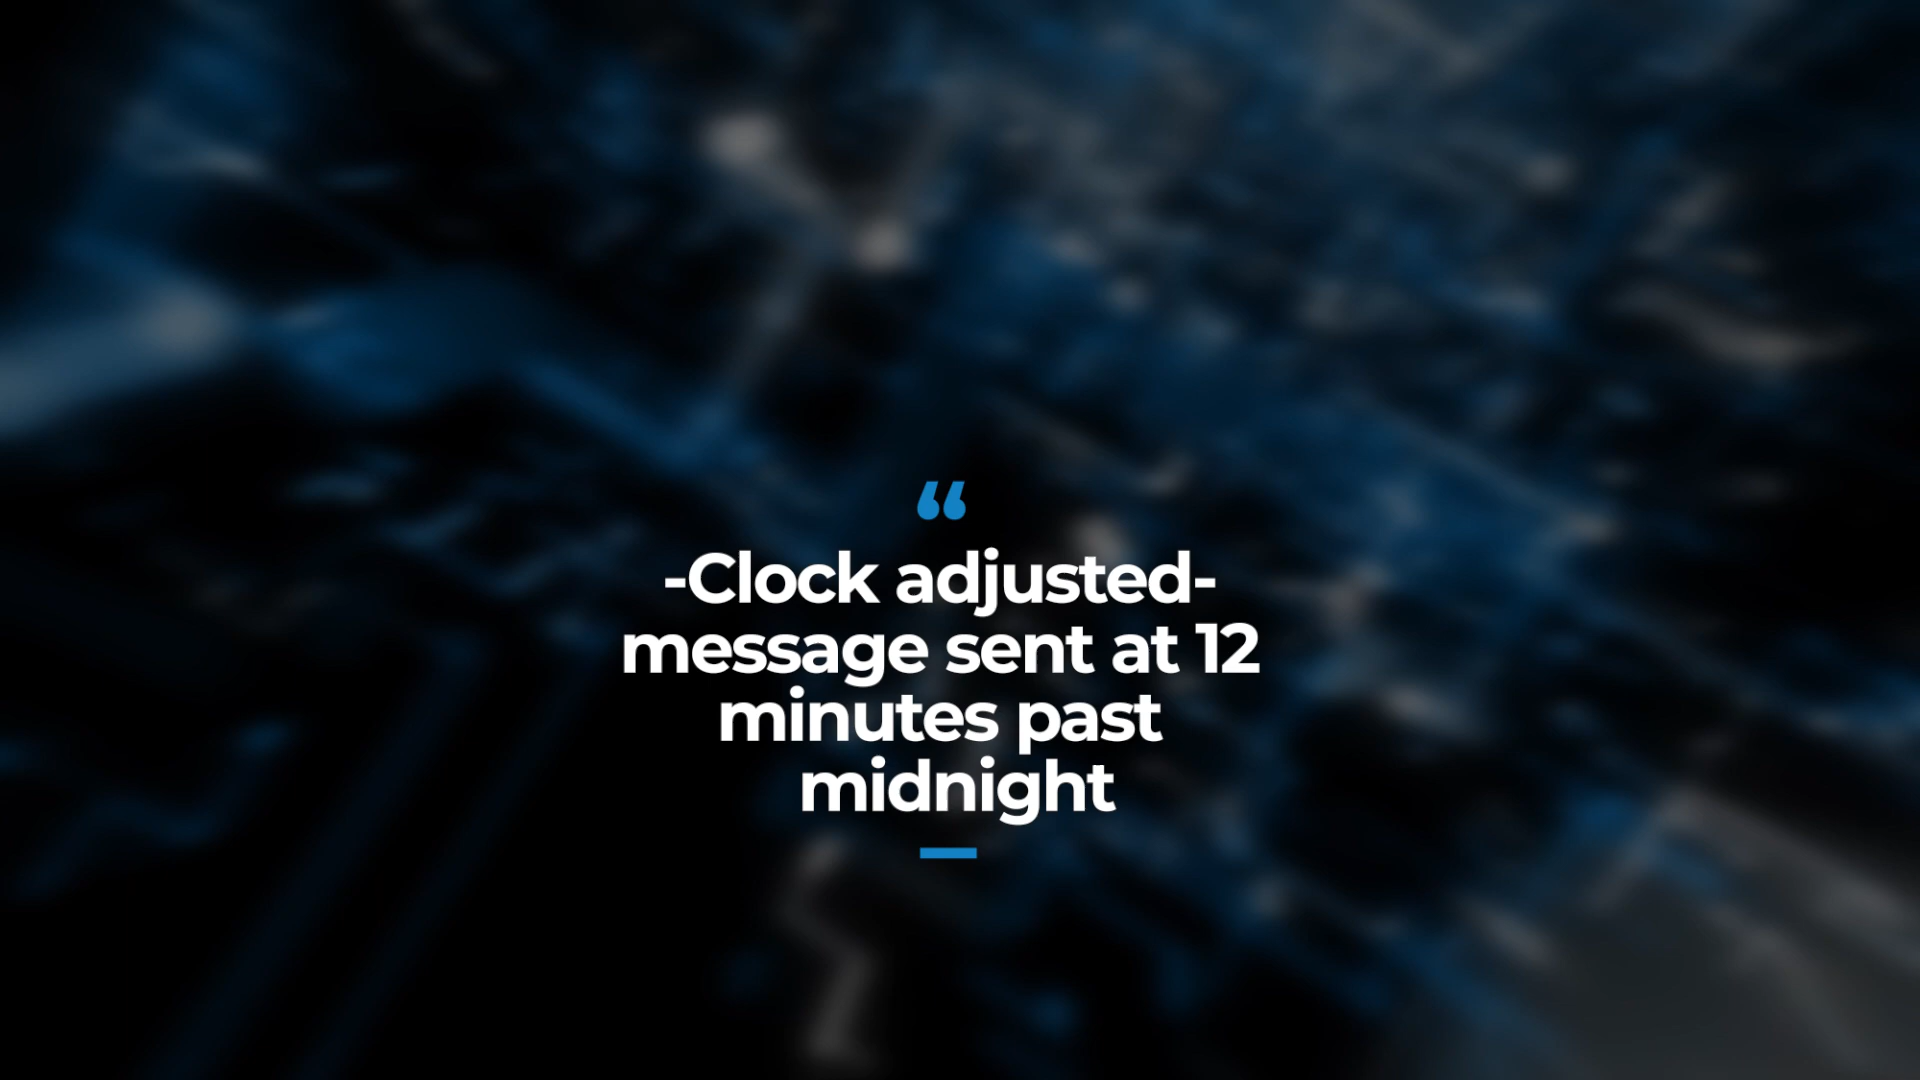 “
-Clock adjusted-
message sent at 12
minutes past
midnight